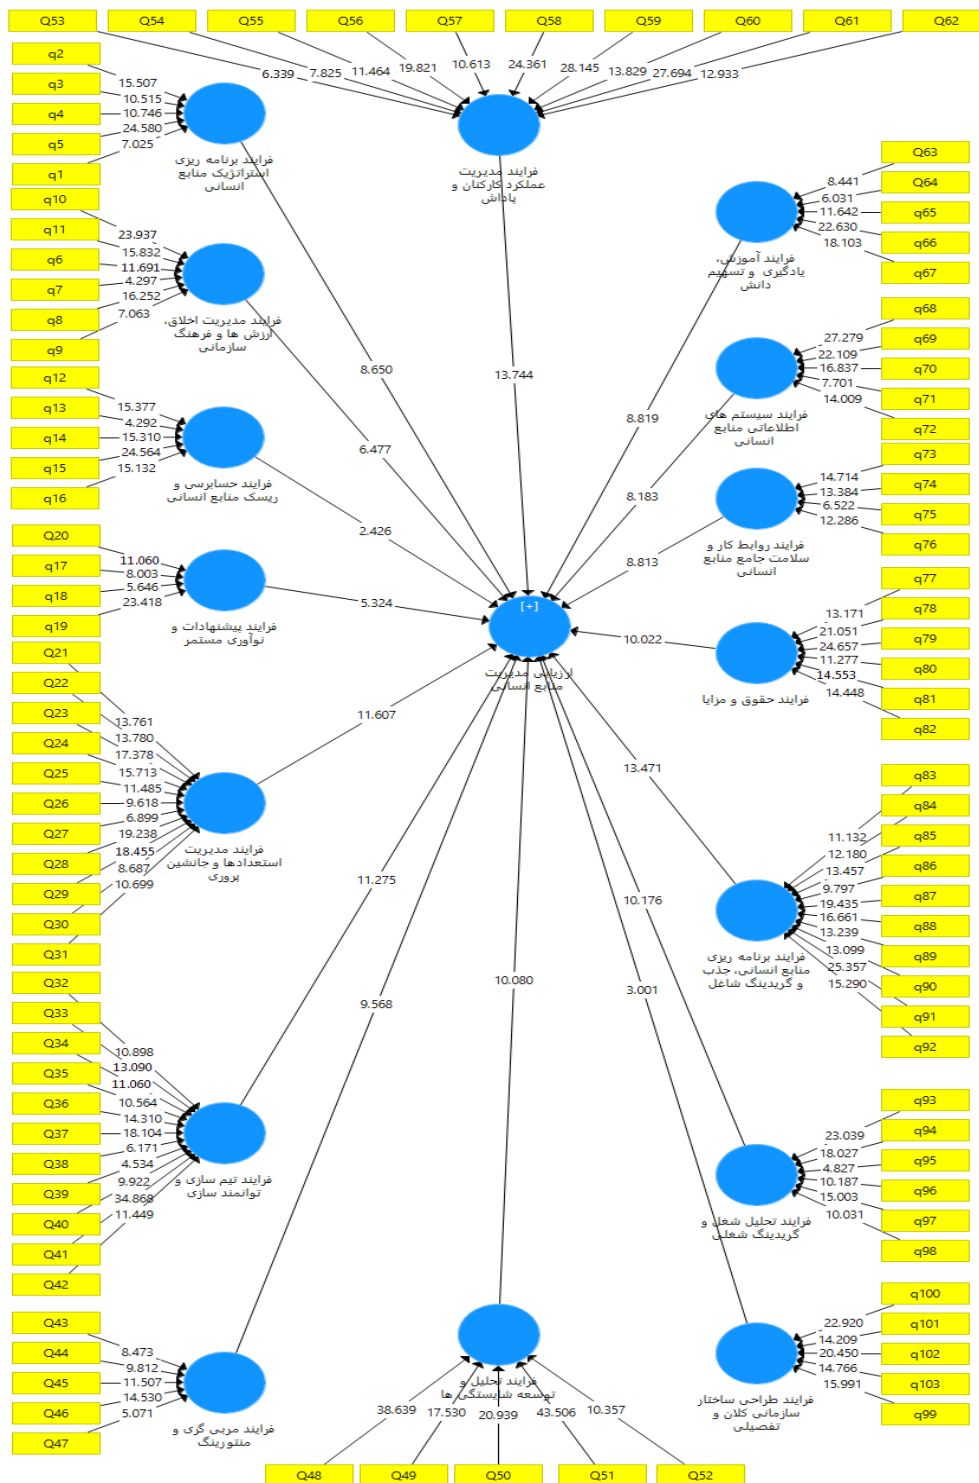 Q53 Q54 Q55 Q56 Q57 Q58 Q59 Q60 Q61 Q62
6.339 7.825 11.464 19.821 10.613 24.361 28.145 13.829 27.694 12.933
فرایند مدیریت
عملکرد کارکنان و
پاداش
13.744
q2
q3
q4
q5
q1
15.507
10.515
10.746
24.580
7.025
فرایند برنامه ریزی
استراتژیک منابع
انسانی
8.650
q10
q11
q6
q7
q8
q9
23.937
15.832
11.691
4.297
16.252
7.063
فرایند مدیریت اخلاق،
ارزش ها و فرهنگ
سازمانی
6.477
q12
q13
q14
q15
q16
15.377
4.292
15.310
24.564
15.132
فرایند حسابرسی و
ریسک منابع انسانی
2.426
Q20
q17
q18
q19
11.060
8.003
5.646
23.418
فرایند پیشنهادات و
نوآوری مستمر
5.324
Q21
Q22
Q23
Q24
Q25
Q26
Q27
Q28
Q29
Q30
Q31
13.761
13.780
17.378
15.713
11.485
9.618
6.899
19.238
18.455
8.687
10.699
فرایند مدیریت
استعدادها و جانشین
پروری
11.607
Q32
Q33
Q34
Q35
Q36
Q37
Q38
Q39
Q40
Q41
Q42
10.898
13.090
11.060
10.564
14.310
18.104
6.171
4.534
9.922
34.868
11.449
فرایند تیم سازی و
توانمند سازی
11.275
Q43
Q44
Q45
Q46
Q47
8.473
9.812
11.507
14.530
5.071
فرایند مربی گری و
منتورینگ
9.568
[+]
ارزیابی مدیریت
منابع انسانی
Q63
Q64
q65
q66
q67
8.441
6.031
11.642
22.630
18.103
فرایند آموزش،
یادگیری و تسهیم
دانش
8.819
q68
q69
q70
q71
q72
27.279
22.109
16.837
7.701
14.009
فرایند سیستم های
اطلاعاتی منابع
انسانی
8.183
q73
q74
q75
q76
14.714
13.384
6.522
12.286
فرایند روابط کار و
سلامت جامع منابع
انسانی
8.813
q77
q78
q79
q80
q81
q82
13.171
21.051
24.657
11.277
14.553
14.448
فرایند حقوق و مزایا
10.022
q83
q84
q85
q86
q87
q88
q89
q90
q91
q92
11.132
12.180
13.457
9.797
19.435
16.661
13.239
13.099
25.357
15.290
فرایند برنامه ریزی
منابع انسانی، جذب
و گریدینگ شاغل
13.471
q93
q94
q95
q96
q97
q98
23.039
18.027
4.827
10.187
15.003
10.031
فرایند تحلیل شغل و
گریدینگ شغلی
10.176
q100
q101
q102
q103
q99
22.920
14.209
20.450
14.766
15.991
فرایند طراحی ساختار
سازمانی کلان و
تفصیلی
3.001
10.080
فرایند تحلیل و
توسعه شایستگی ها
38.639 17.530 20.939 43.506 10.357
Q48 Q49 Q50 Q51 Q52